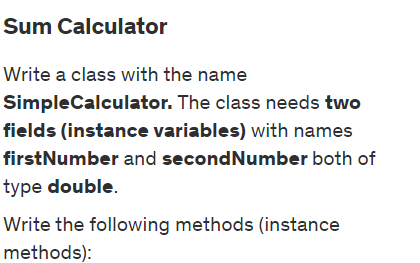 Sum Calculator
Write a class with the name
SimpleCalculator. The class needs two
fields (instance variables) with names
firstNumber and secondNumber both of
type double.
Write the following methods (instance
methods):